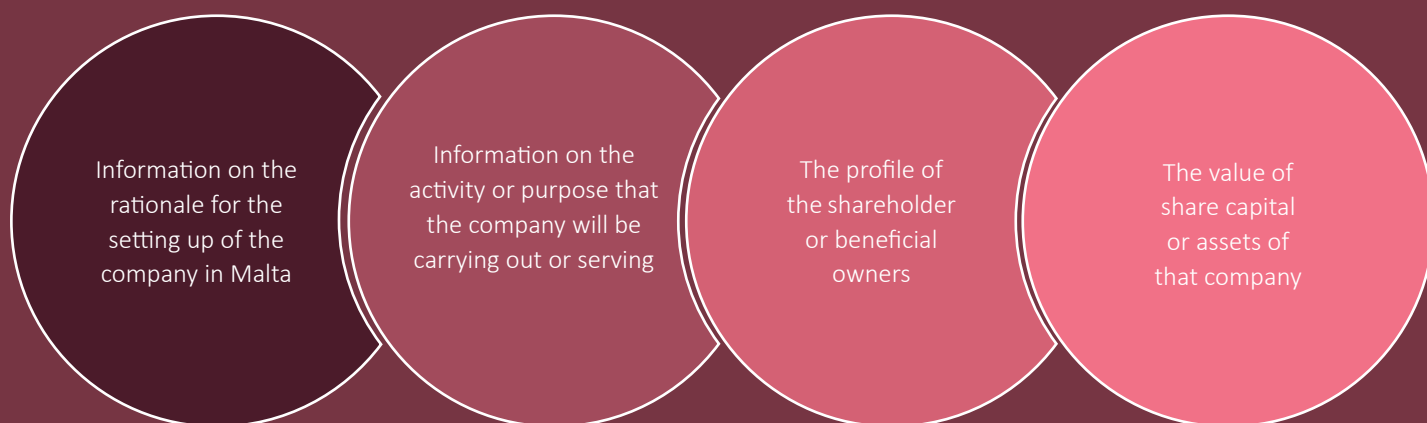 Information on the
rationale for the
setting up of the
company in Malta
Information on the
activity or purpose that
the company will be
carrying out or serving
The profile of
the shareholder
or beneficial
owners
The value of
share capital
or assets of
that company